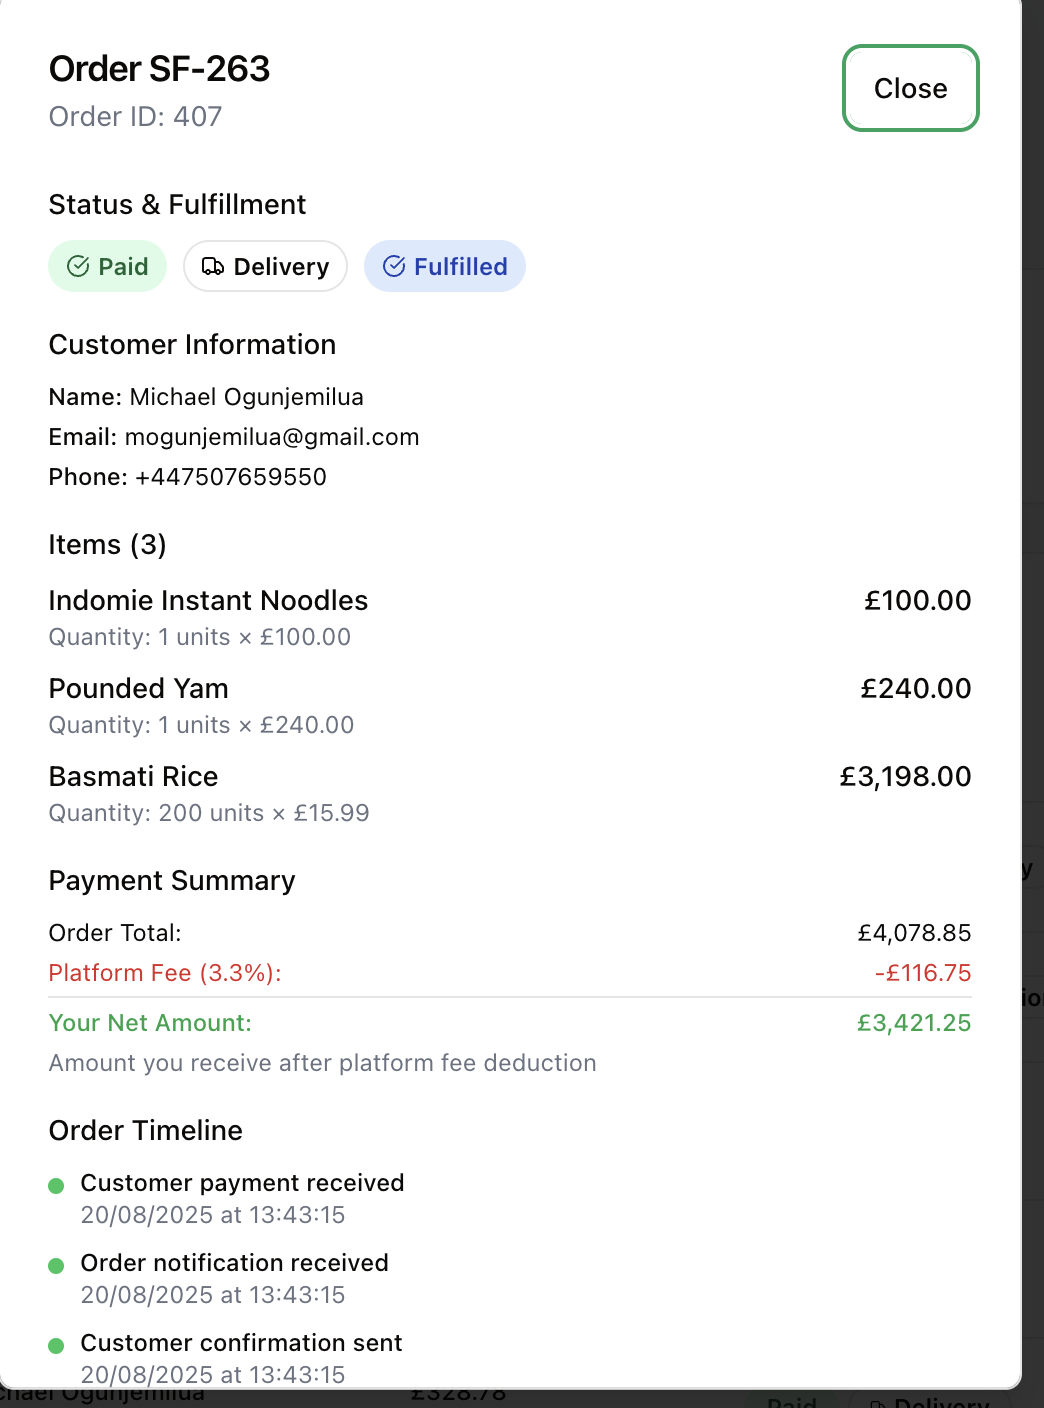 Order SF-263
Close
Order ID: 407
Status & Fulfillment
Paid Delivery Fulfilled
Customer Information
Name: Michael Ogunjemilua
Email: mogunjemilua@gmail.com
Phone: +447507659550
Items (3)
Indomie Instant Noodles £100.00
Quantity: 1 units × £100.00
Pounded Yam £240.00
Quantity: 1 units × £240.00
Basmati Rice £3,198.00
Quantity: 200 units × £15.99
Payment Summary
Order Total: £4,078.85
Platform Fee (3.3%): -£116.75
Your Net Amount: £3,421.25
Amount you receive after platform fee deduction
Order Timeline
Customer payment received
20/08/2025 at 13:43:15
Order notification received
20/08/2025 at 13:43:15
Customer confirmation sent
20/08/2025 at 13:43:15
Ogunjemilua £328.78 Paid Delivery